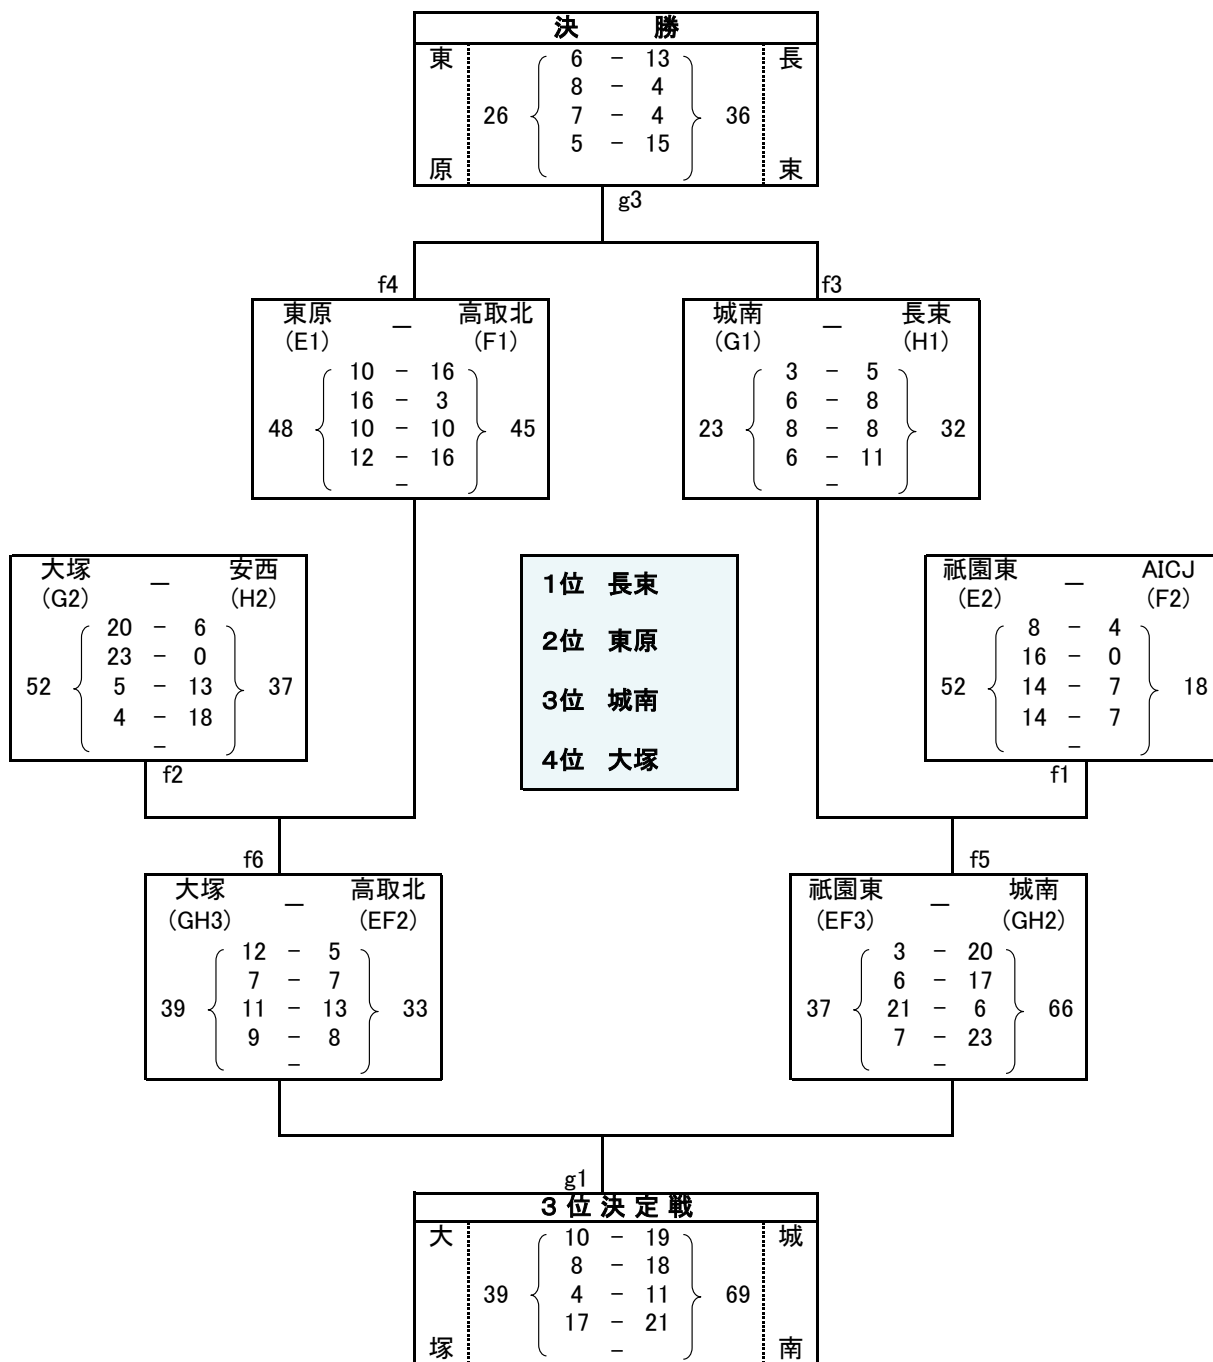 決 勝
東 6 - 13 長
8 - 4
26 7 - 4 36
5 - 15
原 束
g3
f4 f3
東原 - 高取北 城南 - 長束
(E1) (F1) (G1) (H1)
10 - 16 3 - 5
16 - 3 6 - 8
48 10 - 10 45 23 8 - 8 32
12 - 16 6 - 11
- -
大塚 - 安西 祇園東 - AICJ
(G2) (H2) (E2) (F2)
1位 長束
20 - 6 8 - 4
23 - 0 16 - 0
2位 東原
52 5 - 13 37 52 14 - 7 18
4 - 18 14 - 7
3位 城南
- -
4位 大塚
f2 f1
f6 f5
大塚 - 高取北 祇園東 - 城南
(GH3) (EF2) (EF3) (GH2)
12 - 5 3 - 20
7 - 7 6 - 17
39 11 - 13 33 37 21 - 6 66
9 - 8 7 - 23
- -
g1
3位決定戦
大 10 - 19 城
8 - 18
39 4 - 11 69
17 - 21
塚 - 南